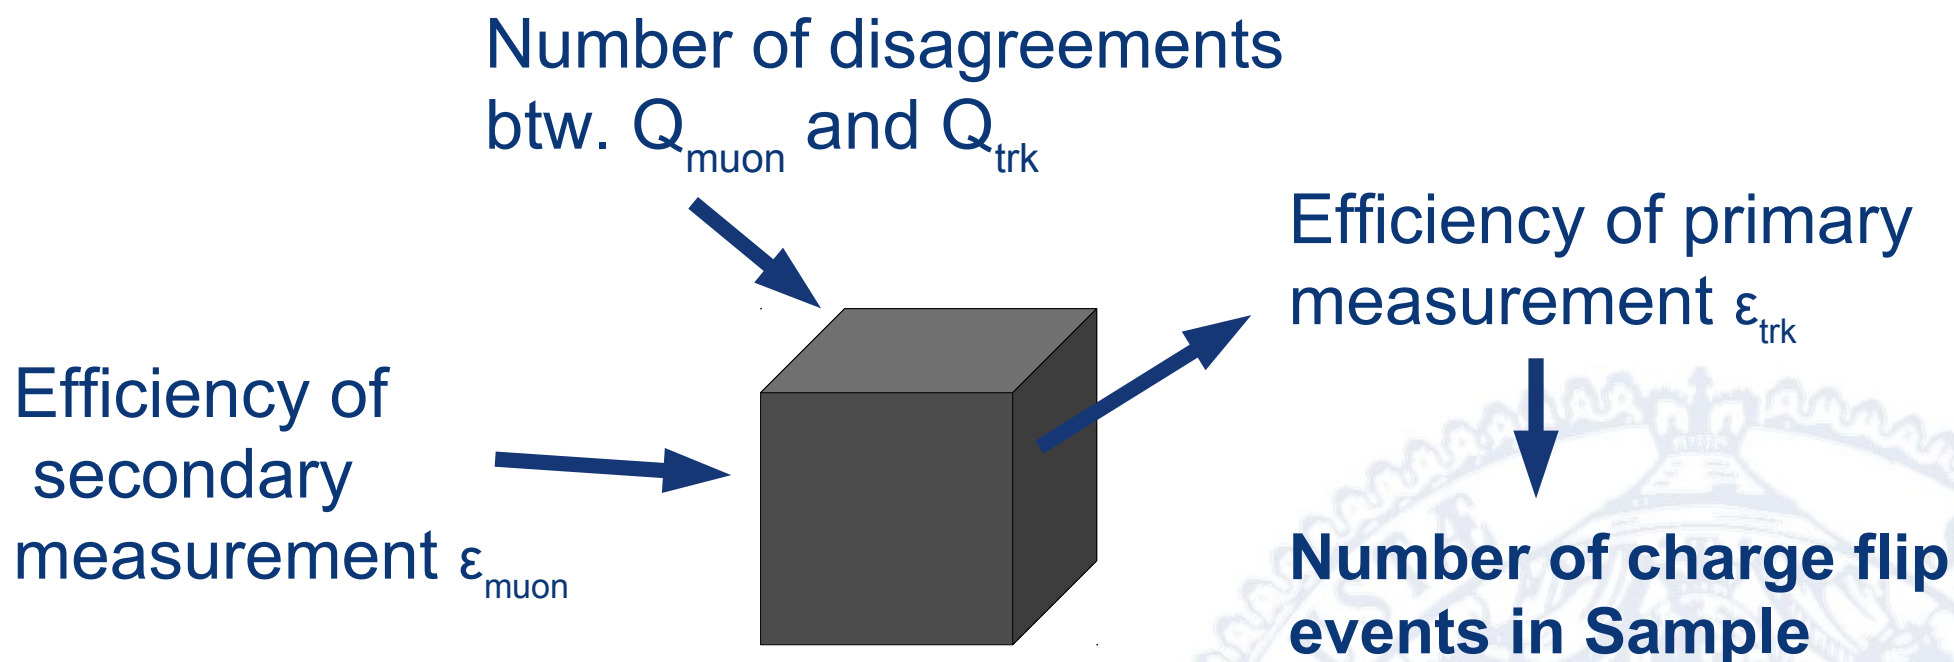 Number of disagreements
btw. Q_muon and Q_trk
Efficiency of primary
measurement ε_trk
Efficiency of
secondary
measurement ε_muon
Number of charge flip
events in Sample